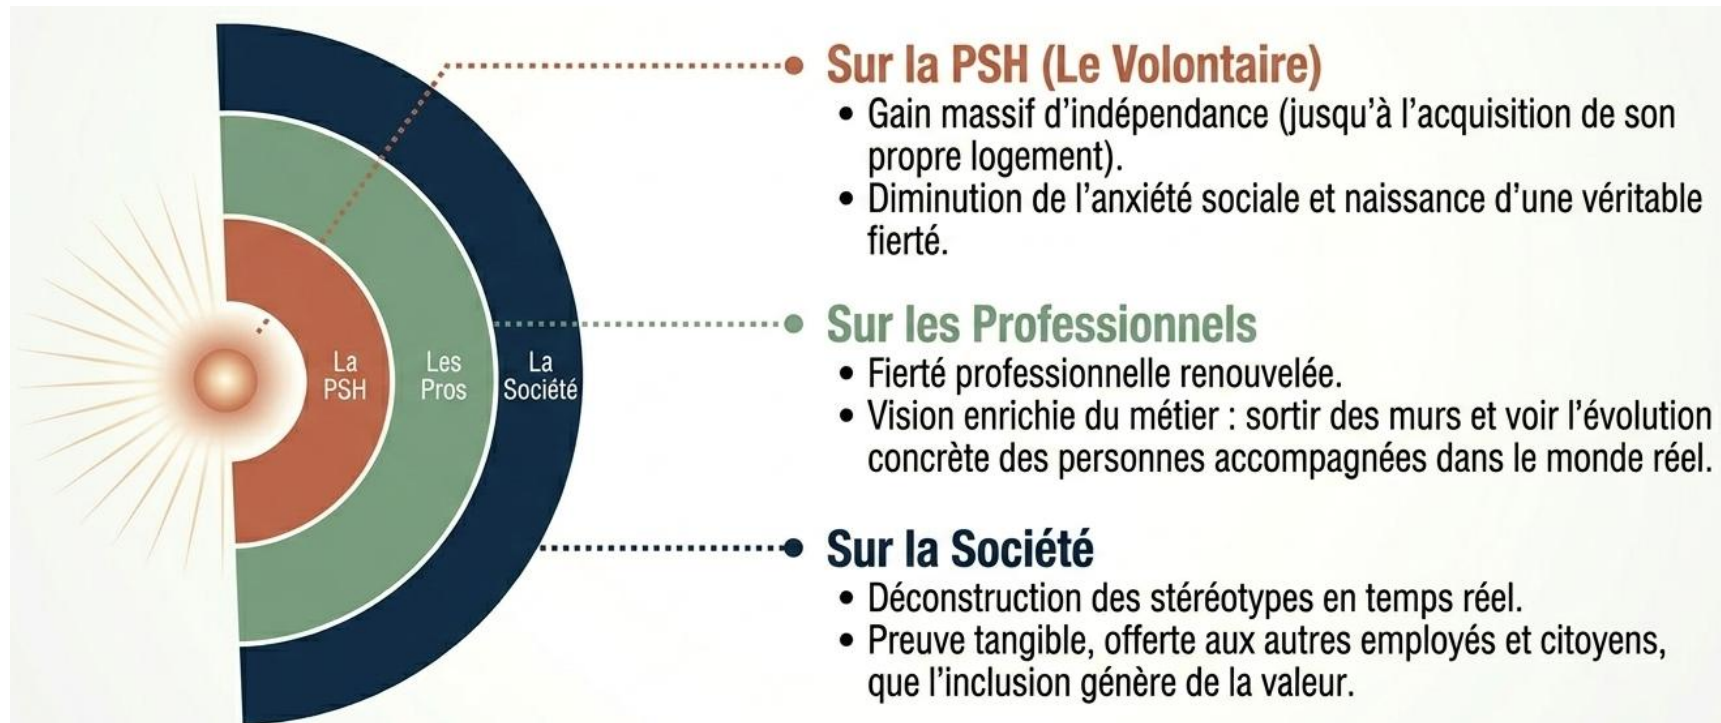 Sur la PSH (Le Volontaire)
• Gain massif d'indépendance (jusqu'à l'acquisition de son
propre logement).
• Diminution de l'anxiété sociale et naissance d'une véritable
fierté.
La
PSH
Les
Pros
La
Société
Sur les Professionnels
• Fierté professionnelle renouvelée.
• Vision enrichie du métier : sortir des murs et voir l'évolution
concrète des personnes accompagnées dans le monde réel.
Sur la Société
• Déconstruction des stéréotypes en temps réel.
• Preuve tangible, offerte aux autres employés et citoyens,
que l'inclusion génère de la valeur.